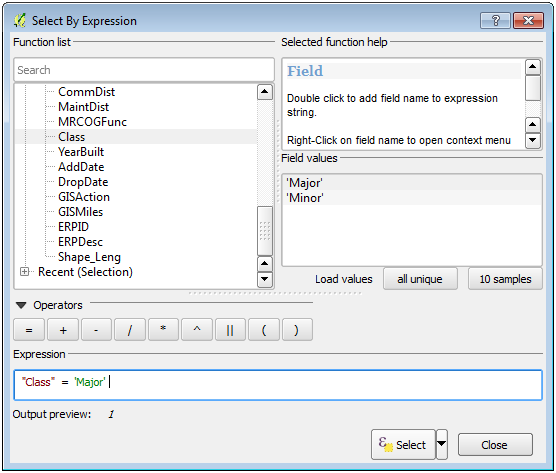 Select By Expression
Function list
Selected function help
Search
CommDist
MaintDist
MRCOGFunc
Class
YearBuilt
AddDate
DropDate
GISAction
GISMiles
ERPID
ERPDesc
Shape_Leng
Recent (Selection)
Field
Double click to add field name to expression
string.
Right-Click on field name to open context menu
Field values
'Major'
'Minor'
Load values all unique 10 samples
Operators
= + - / * ^ || ( )
Expression
"Class" = 'Major'
Output preview: 1
ε Select Close